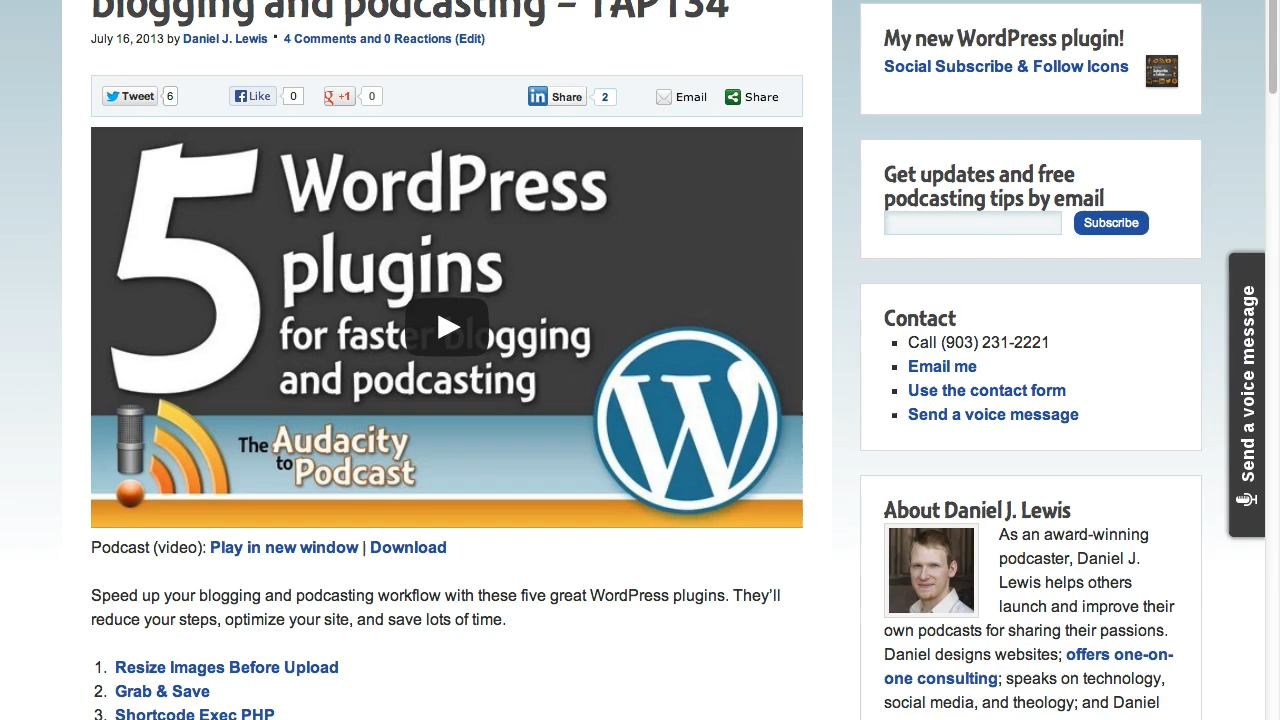 blogging and podcasting – TAP134
July 16, 2013 by Daniel J. Lewis • 4 Comments and 0 Reactions (Edit)
Tweet 6 Like 0 +1 0 Share 2 Email Share
5 WordPress
plugins
for faster blogging
and podcasting
The Audacity
to Podcast
Podcast (video): Play in new window | Download
Speed up your blogging and podcasting workflow with these five great WordPress plugins. They’ll
reduce your steps, optimize your site, and save lots of time.
1. Resize Images Before Upload
2. Grab & Save
3. Shortcode Exec PHP
My new WordPress plugin!
Social Subscribe & Follow Icons
Get updates and free
podcasting tips by email
Subscribe
Contact
Call (903) 231-2221
Email me
Use the contact form
Send a voice message
About Daniel J. Lewis
As an award-winning
podcaster, Daniel J.
Lewis helps others
launch and improve their
own podcasts for sharing their passions.
Daniel designs websites; offers one-on-
one consulting; speaks on technology,
social media, and theology; and Daniel
Send a voice message